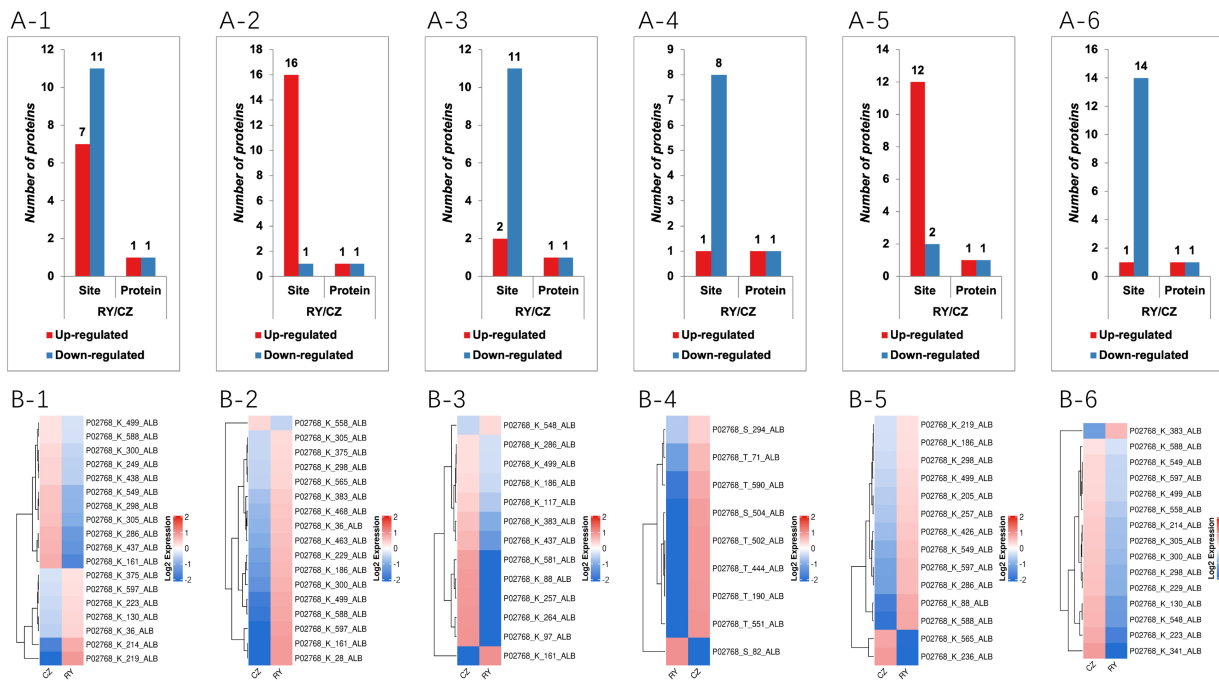 A-1
12
10
8
6
4
2
0
Number of proteins
7
11
1
1
Site
Protein
RY/CZ
Up-regulated
Down-regulated
A-2
18
16
14
12
10
8
6
4
2
0
Number of proteins
16
1
1
1
Site
Protein
RY/CZ
Up-regulated
Down-regulated
A-3
12
10
8
6
4
2
0
Number of proteins
2
11
1
1
Site
Protein
RY/CZ
Up-regulated
Down-regulated
A-4
9
8
7
6
5
4
3
2
1
0
Number of proteins
1
8
1
1
Site
Protein
RY/CZ
Up-regulated
Down-regulated
A-5
14
12
10
8
6
4
2
0
Number of proteins
12
2
1
1
Site
Protein
RY/CZ
Up-regulated
Down-regulated
A-6
16
14
12
10
8
6
4
2
0
Number of proteins
1
14
1
1
Site
Protein
RY/CZ
Up-regulated
Down-regulated
B-1
P02768_K_499_ALB
P02768_K_588_ALB
P02768_K_300_ALB
P02768_K_249_ALB
P02768_K_438_ALB
P02768_K_549_ALB
P02768_K_298_ALB
P02768_K_305_ALB
P02768_K_286_ALB
P02768_K_437_ALB
P02768_K_161_ALB
P02768_K_375_ALB
P02768_K_597_ALB
P02768_K_223_ALB
P02768_K_130_ALB
P02768_K_36_ALB
P02768_K_214_ALB
P02768_K_219_ALB
CZ
RY
Log2 Expression
2
1
0
-1
-2
B-2
P02768_K_558_ALB
P02768_K_305_ALB
P02768_K_375_ALB
P02768_K_298_ALB
P02768_K_565_ALB
P02768_K_383_ALB
P02768_K_468_ALB
P02768_K_36_ALB
P02768_K_463_ALB
P02768_K_229_ALB
P02768_K_186_ALB
P02768_K_300_ALB
P02768_K_499_ALB
P02768_K_588_ALB
P02768_K_597_ALB
P02768_K_161_ALB
P02768_K_28_ALB
CZ
RY
Log2 Expression
2
1
0
-1
-2
B-3
P02768_K_548_ALB
P02768_K_286_ALB
P02768_K_499_ALB
P02768_K_186_ALB
P02768_K_117_ALB
P02768_K_383_ALB
P02768_K_437_ALB
P02768_K_581_ALB
P02768_K_88_ALB
P02768_K_257_ALB
P02768_K_264_ALB
P02768_K_97_ALB
P02768_K_161_ALB
CZ
RY
Log2 Expression
2
1
0
-1
-2
B-4
P02768_S_294_ALB
P02768_T_71_ALB
P02768_T_590_ALB
P02768_S_504_ALB
P02768_T_502_ALB
P02768_T_444_ALB
P02768_T_190_ALB
P02768_T_551_ALB
P02768_S_82_ALB
RY
CZ
Log2 Expression
2
1
0
-1
-2
B-5
P02768_K_219_ALB
P02768_K_186_ALB
P02768_K_298_ALB
P02768_K_499_ALB
P02768_K_205_ALB
P02768_K_257_ALB
P02768_K_426_ALB
P02768_K_549_ALB
P02768_K_597_ALB
P02768_K_286_ALB
P02768_K_88_ALB
P02768_K_588_ALB
P02768_K_565_ALB
P02768_K_236_ALB
CZ
RY
Log2 Expression
2
1
0
-1
-2
B-6
P02768_K_383_ALB
P02768_K_588_ALB
P02768_K_549_ALB
P02768_K_597_ALB
P02768_K_499_ALB
P02768_K_558_ALB
P02768_K_214_ALB
P02768_K_305_ALB
P02768_K_300_ALB
P02768_K_298_ALB
P02768_K_229_ALB
P02768_K_130_ALB
P02768_K_548_ALB
P02768_K_223_ALB
P02768_K_341_ALB
CZ
RY
Log2 Expression